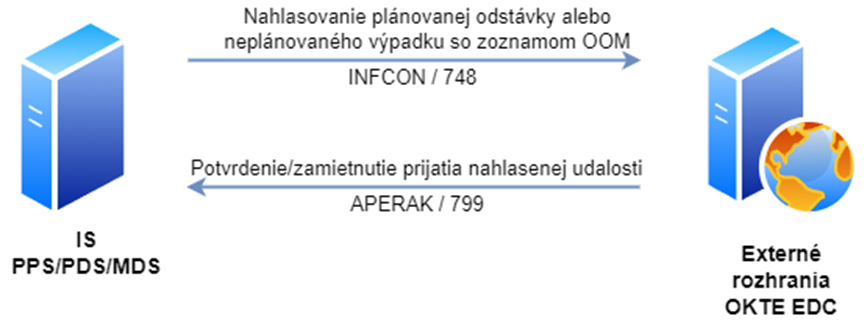 Nahlasovanie plánovanej odstávky alebo
neplánovaného výpadku so zoznamom OOM
INFCON / 748
Potvrdenie/zamietnutie prijatia nahlasenej udalosti
APERAK / 799
IS
PPS/PDS/MDS
Externé
rozhrania
OKTE EDC